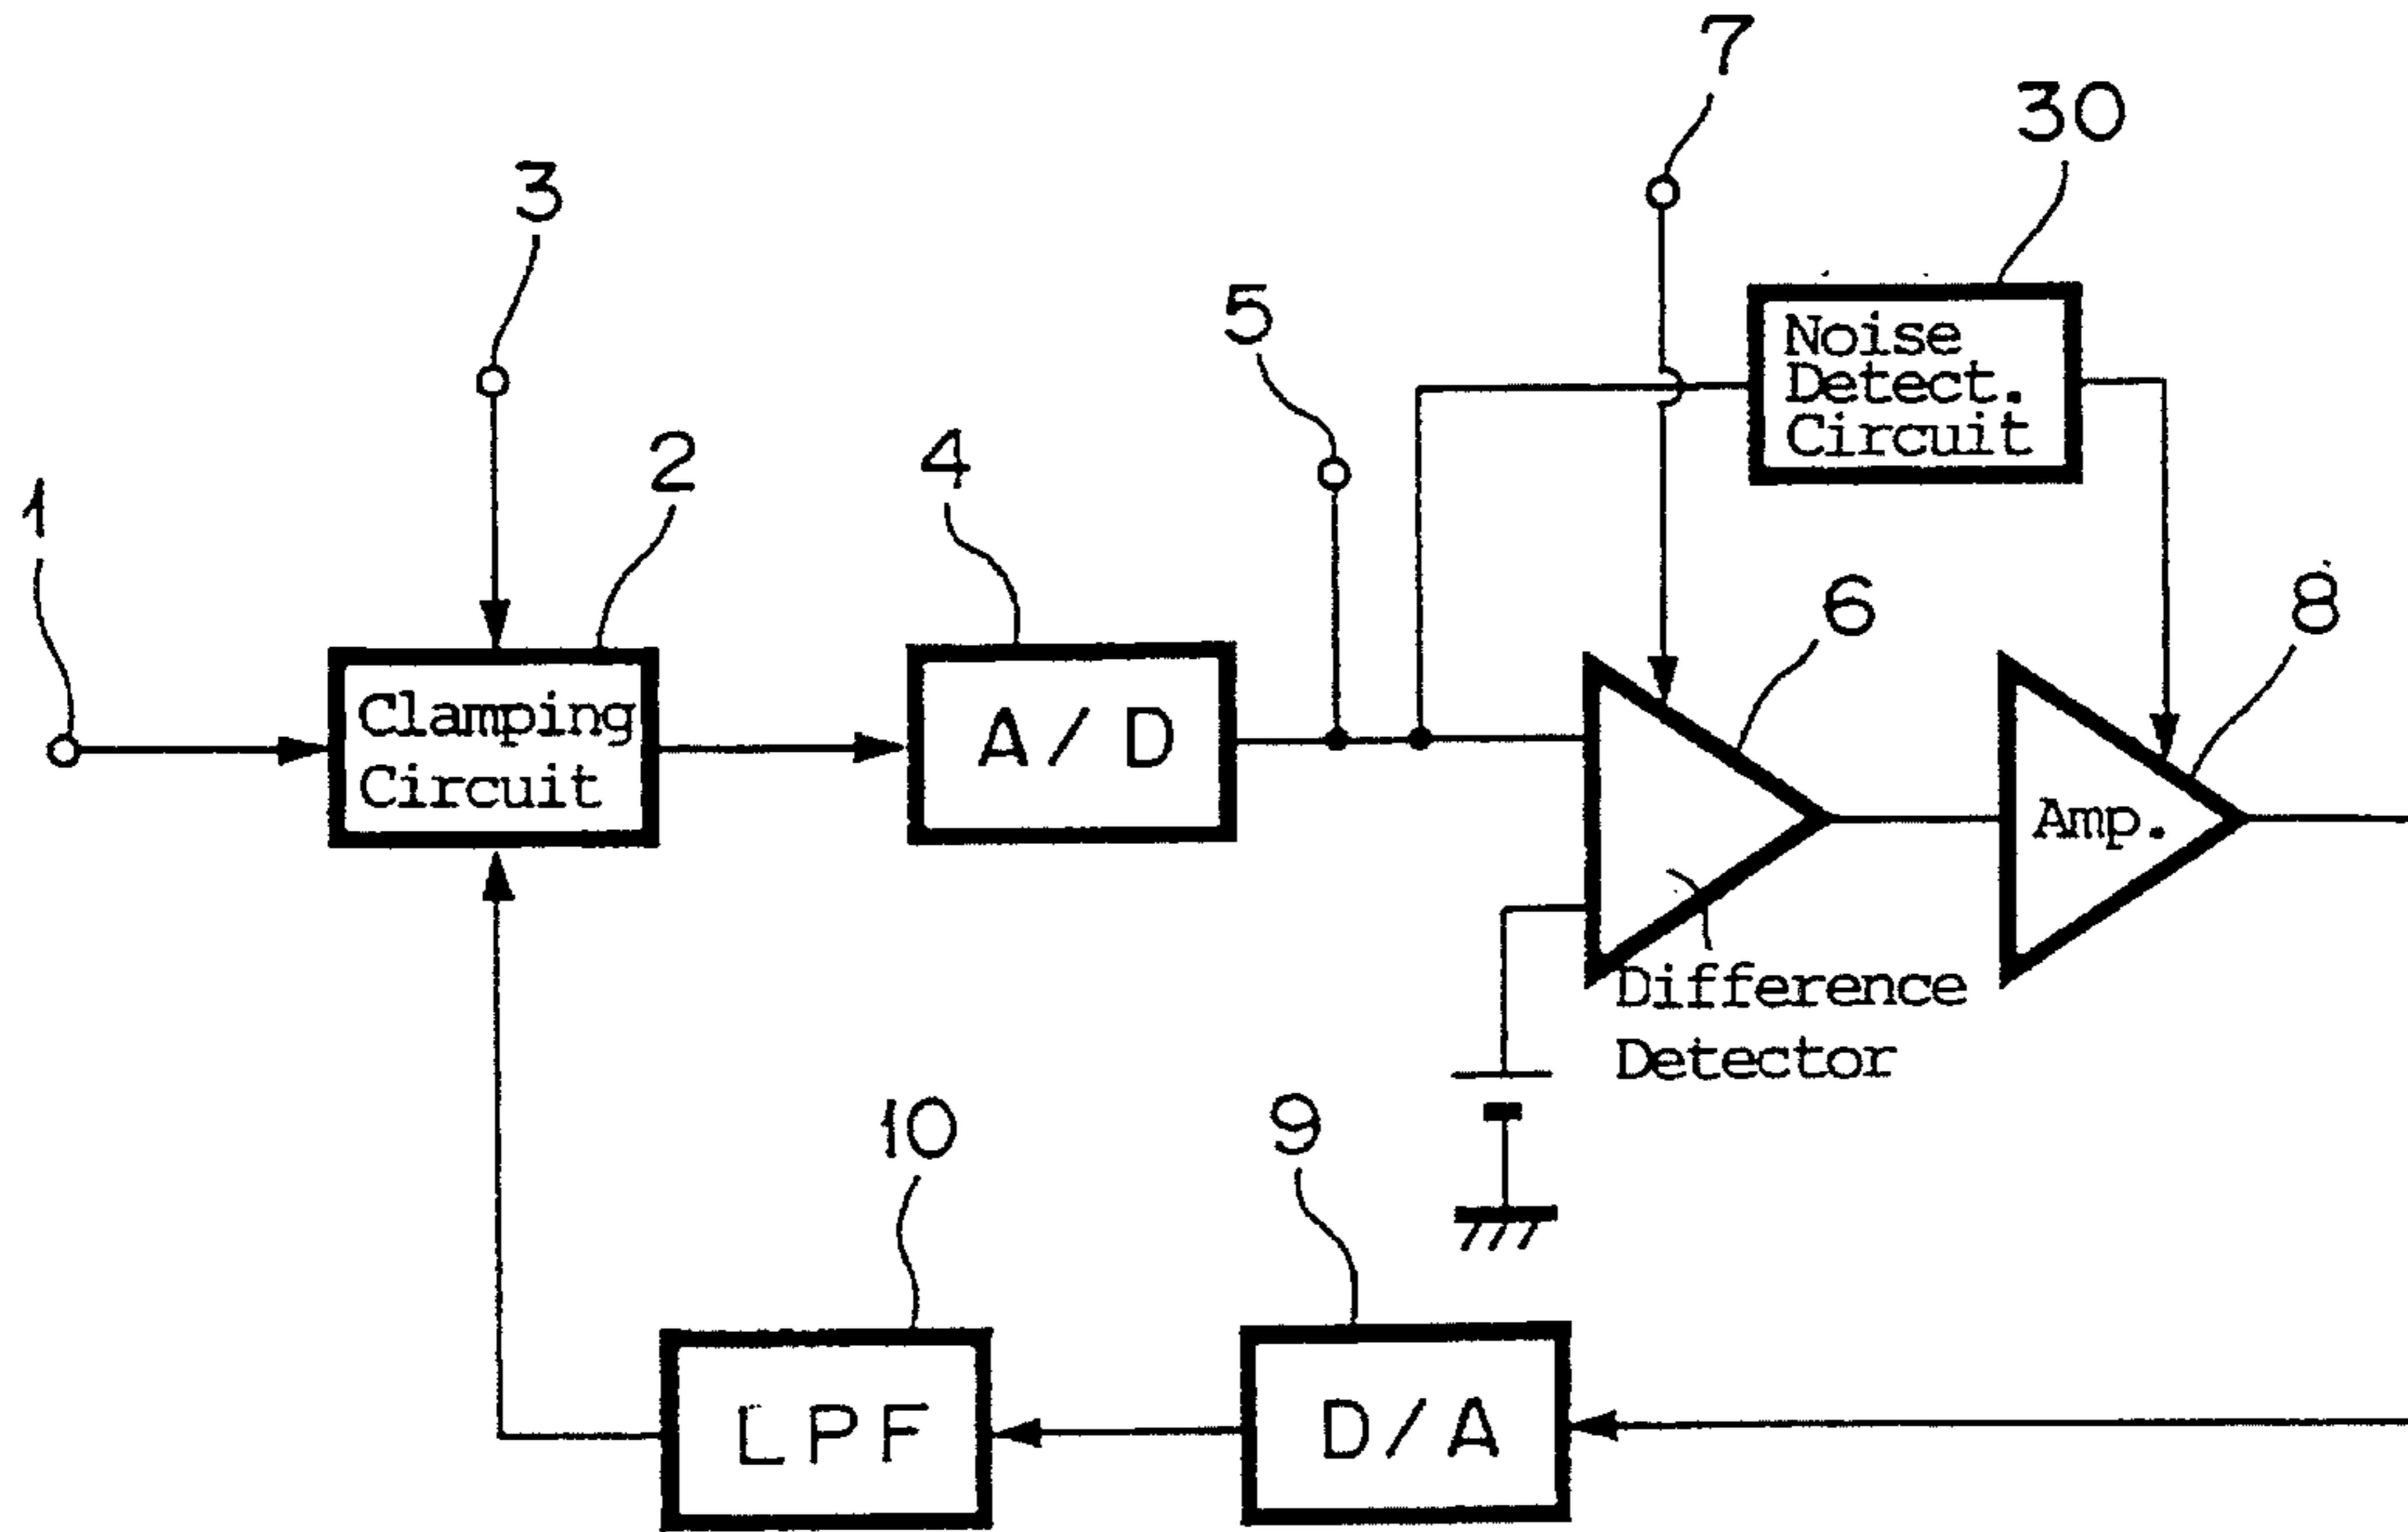 7
30
3
5
Noise
Detect.
Circuit
1
2
4
6
8
Clamping
Circuit
A/D
Amp.
Difference
Detector
10
9
LPF
D/A